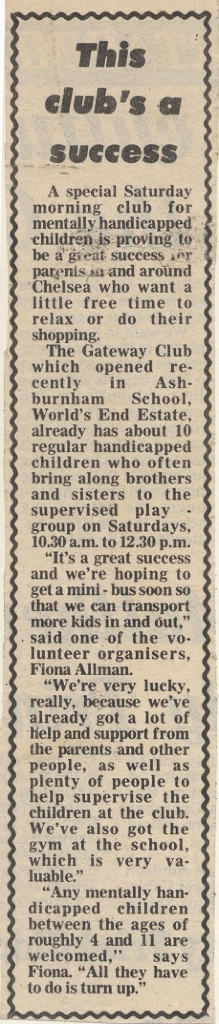 This
club's a
success
A special Saturday
morning club for
mentally handicapped
children is proving to
be a great success for
parents in and around
Chelsea who want a
little free time to
relax or do their
shopping.
The Gateway Club
which opened re-
cently in Ash-
burnham School,
World's End Estate,
already has about 10
regular handicapped
children who often
bring along brothers
and sisters to the
supervised play -
group on Saturdays,
10.30 a.m. to 12.30 p.m.
"It's a great success
and we're hoping to
get a mini - bus soon so
that we can transport
more kids in and out,"
said one of the vo-
lunteer organisers,
Fiona Allman.
"We're very lucky,
really, because we've
already got a lot of
help and support from
the parents and other
people, as well as
plenty of people to
help supervise the
children at the club.
We've also got the
gym at the school,
which is very va-
luable."
"Any mentally han-
dicapped children
between the ages of
roughly 4 and 11 are
welcomed," says
Fiona. "All they have
to do is turn up."